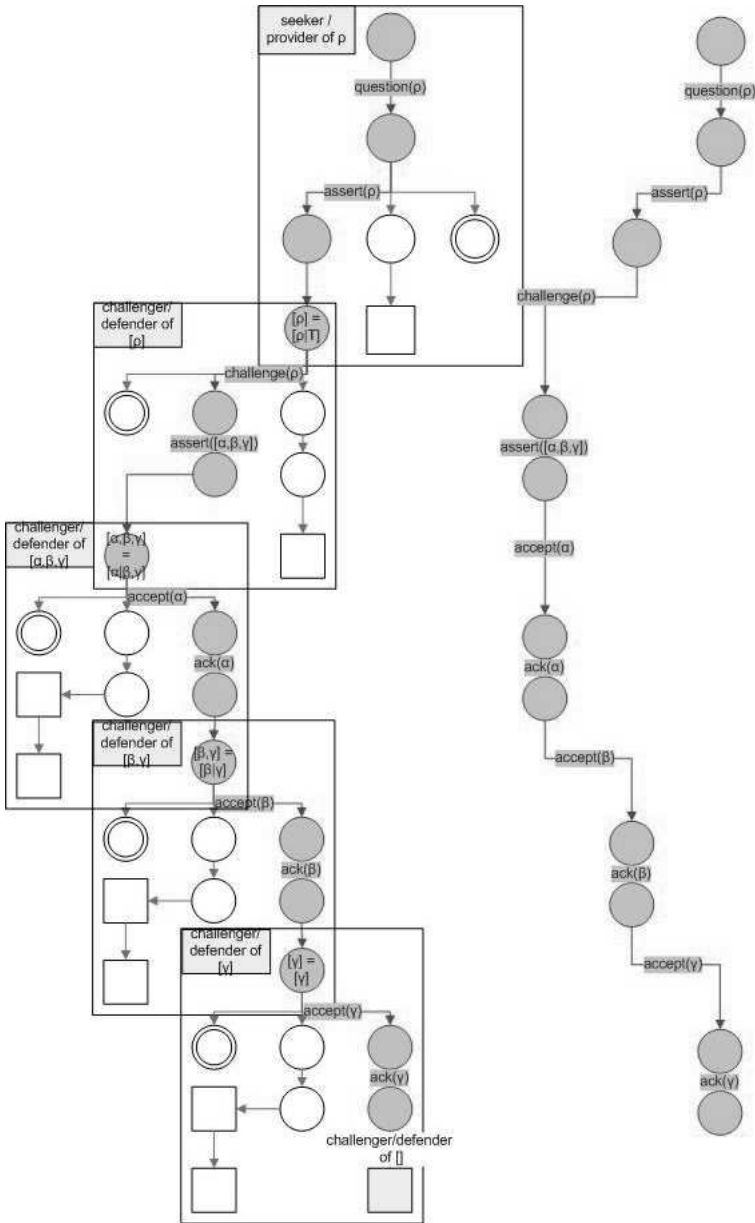 seeker /
provider of ρ
question(ρ)
assert(ρ)
[ρ] =
[ρ|T]
challenger/
defender of
[ρ]
challenge(ρ)
assert([α,β,γ])
challenger/
defender of
[α,β,γ]
[α,β,γ]
=
[α|β,γ]
accept(α)
ack(α)
challenger/
defender of
[β,γ]
[β,γ] =
[β|γ]
accept(β)
ack(β)
challenger/
defender of
[γ]
[γ] =
[γ]
accept(γ)
ack(γ)
challenger/defender
of []
question(ρ)
assert(ρ)
challenge(ρ)
assert([α,β,γ])
accept(α)
ack(α)
accept(β)
ack(β)
accept(γ)
ack(γ)